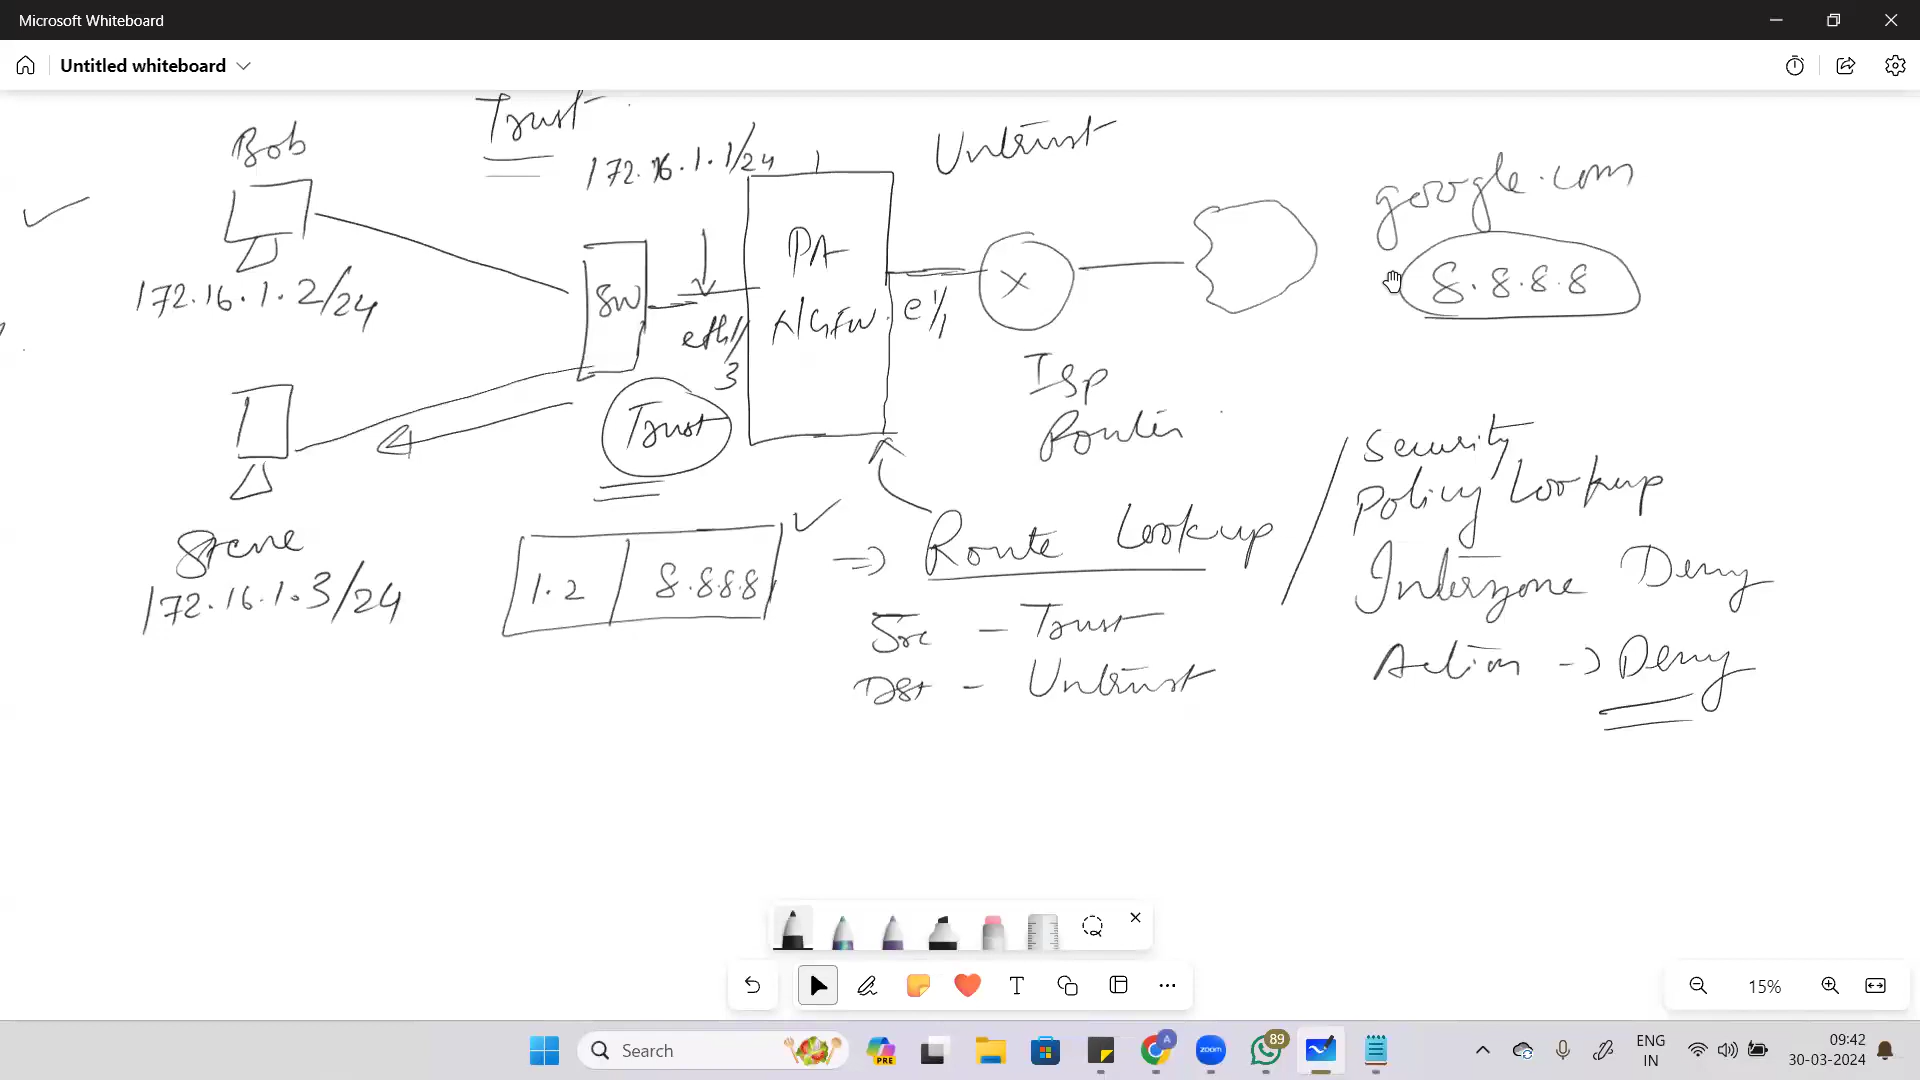 Microsoft Whiteboard
Untitled whiteboard
Trust
Bob
172.16.1.1/24
Untrust
google.com
8.8.8.8
172.16.1.2/24
SW
PA
NGFW
eth1/3
e1/1
X
Isp
Router
Trust
Steve
172.16.1.3/24
1.2
8.8.8.8
=> Route Lookup
Src - Trust
Dst - Untrust
Security
Policy Lookup
Interzone Deny
Action -> Deny
15%
Search
PRE
A
zoom
89
ENG
IN
09:42
30-03-2024